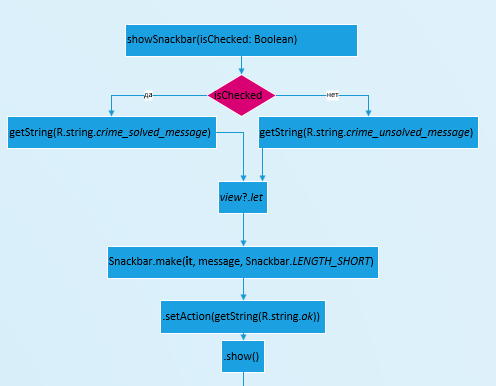 showSnackbar(isChecked: Boolean)
isChecked
да
нет
getString(R.string.crime_solved_message)
getString(R.string.crime_unsolved_message)
view?.let
Snackbar.make(it, message, Snackbar.LENGTH_SHORT)
.setAction(getString(R.string.ok))
.show()